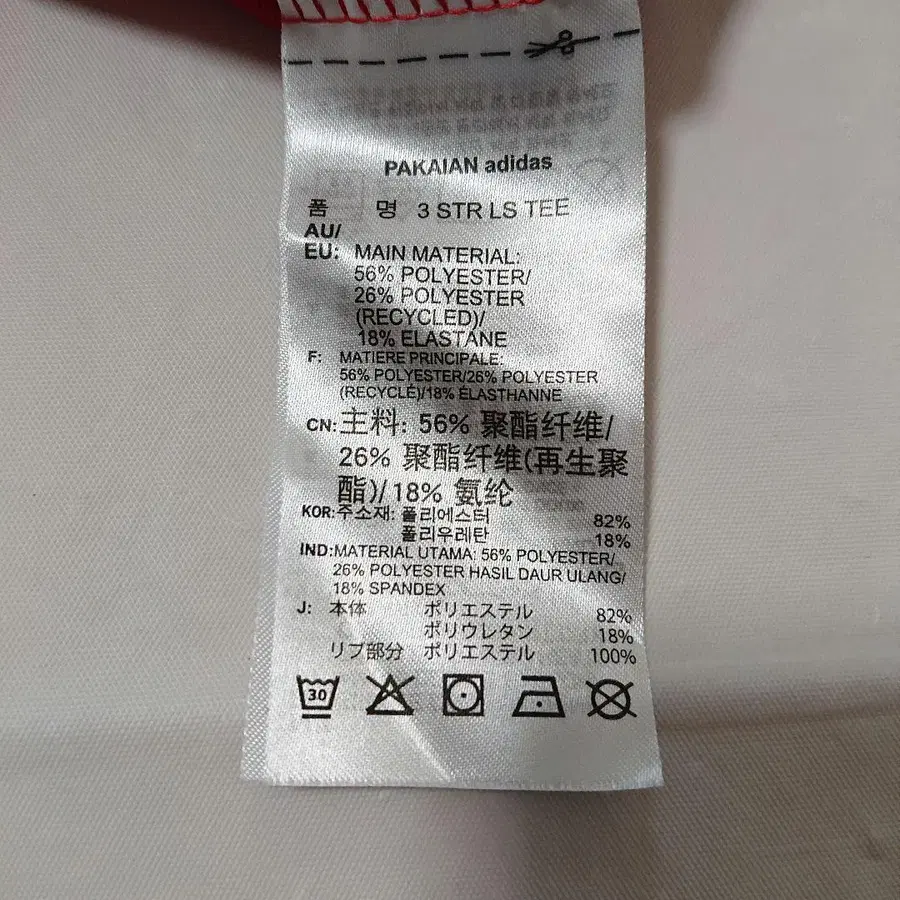 PAKAIAN adidas
품 명 3 STR LS TEE
AU/
EU: MAIN MATERIAL:
56% POLYESTER/
26% POLYESTER
(RECYCLED)/
18% ELASTANE
F: MATIERE PRINCIPALE:
56% POLYESTER/26% POLYESTER
(RECYCLÉ)/18% ÉLASTHANNE
CN:主料: 56% 聚酯纤维/
26% 聚酯纤维(再生聚
酯)/18% 氨纶
KOR:주소재: 폴리에스터 82%
폴리우레탄 18%
IND:MATERIAL UTAMA: 56% POLYESTER/
26% POLYESTER HASIL DAUR ULANG/
18% SPANDEX
J: 本体 ポリエステル 82%
ポリウレタン 18%
リブ部分 ポリエステル 100%
30